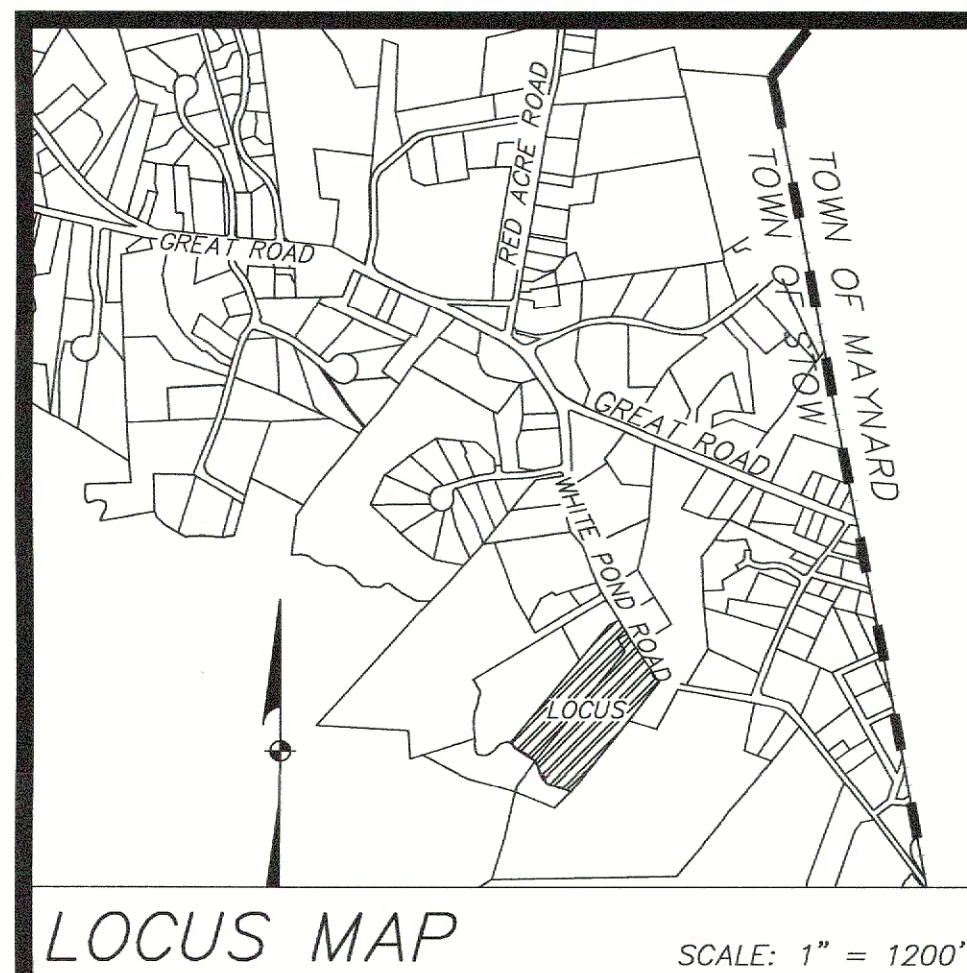 RED ACRE ROAD
GREAT ROAD
TOWN OF MAYNARD
TOWN OF STOW
GREAT ROAD
WHITE POND ROAD
LOCUS
LOCUS MAP
SCALE: 1" = 1200'